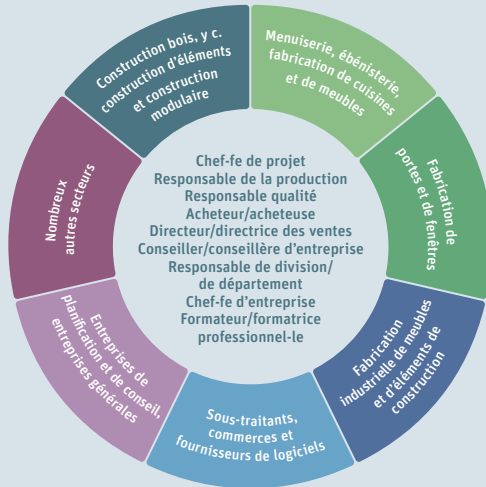 Construction bois, y c.
construction d'éléments
et construction
modulaire
Menuiserie, ébénisterie,
fabrication de cuisines
et de meubles
Fabrication de
portes et de fenêtres
Fabrication
industrielle de meubles
et d'éléments de
construction
Sous-traitants,
commerces et
fournisseurs de logiciels
Entreprises de
planification et de conseil,
entreprises générales
Nombreux
autres secteurs
Chef-fe de projet
Responsable de la production
Responsable qualité
Acheteur/acheteuse
Directeur/directrice des ventes
Conseiller/conseillère d'entreprise
Responsable de division/
de département
Chef-fe d'entreprise
Formateur/formatrice
professionnel-le